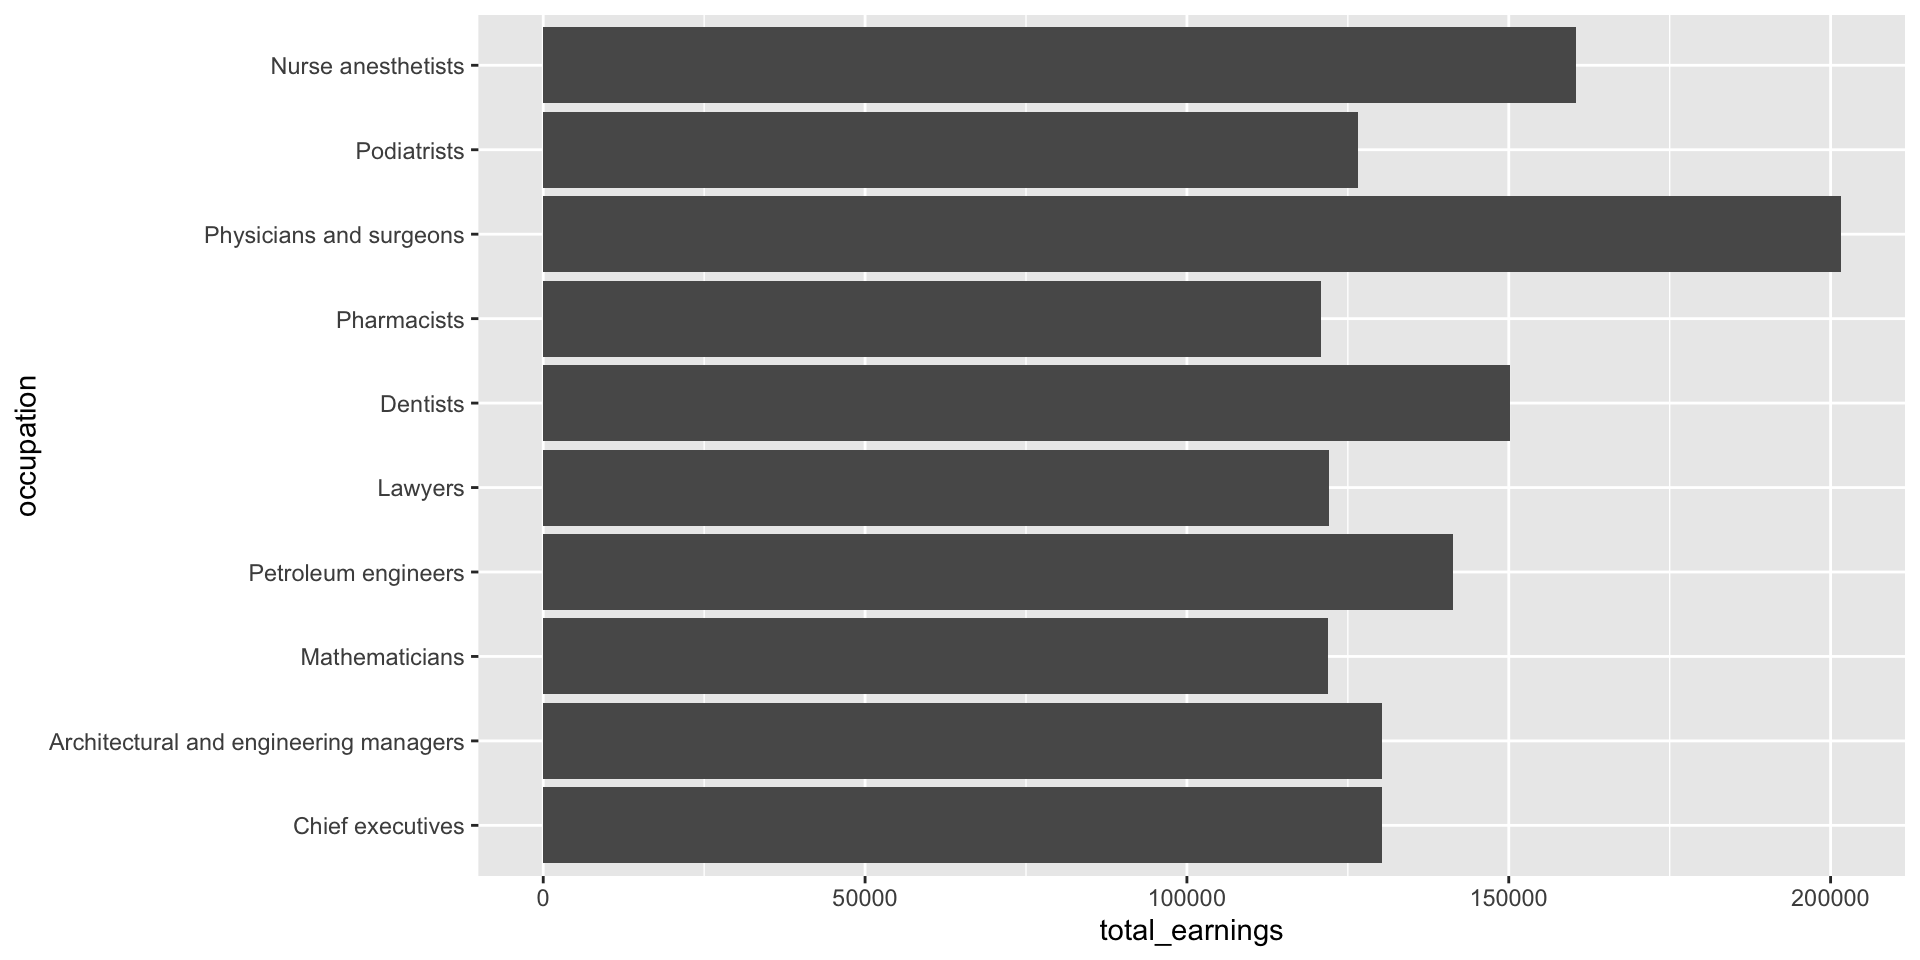 Nurse anesthetists
Podiatrists
Physicians and surgeons
Pharmacists
Dentists
Lawyers
Petroleum engineers
Mathematicians
Architectural and engineering managers
Chief executives
occupation
0 50000 100000 150000 200000
total_earnings